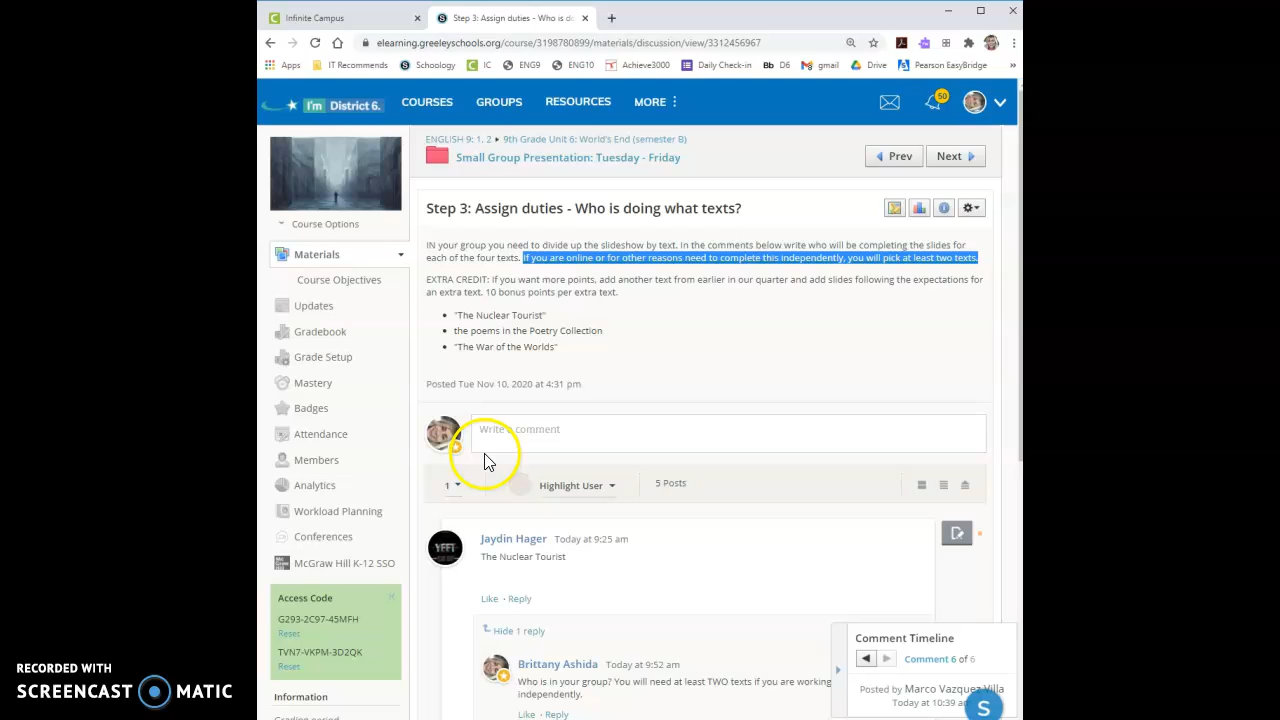 Infinite Campus
Step 3: Assign duties - Who is d
elearning.greeleyschools.org/course/3198780899/materials/discussion/view/3312456967
Apps IT Recommends Schoology IC ENG9 ENG10 Achieve3000 Daily Check-in Bb D6 gmail Drive Pearson EasyBridge »
I'm District 6. COURSES GROUPS RESOURCES MORE 50
ENGLISH 9: 1, 2 ▸ 9th Grade Unit 6: World's End (semester B)
Small Group Presentation: Tuesday - Friday
Prev Next
Course Options
Materials
Course Objectives
Updates
Gradebook
Grade Setup
Mastery
Badges
Attendance
Members
Analytics
Workload Planning
Conferences
McGraw Hill K-12 SSO
Access Code
G293-2C97-45MFH
Reset
TVN7-VKPM-3D2QK
Reset
Information
Step 3: Assign duties - Who is doing what texts?
IN your group you need to divide up the slideshow by text. In the comments below write who will be completing the slides for
each of the four texts. If you are online or for other reasons need to complete this independently, you will pick at least two texts.
EXTRA CREDIT: if you want more points, add another text from earlier in our quarter and add slides following the expectations for
an extra text. 10 bonus points per extra text.
• "The Nuclear Tourist"
• the poems in the Poetry Collection
• "The War of the Worlds"
Posted Tue Nov 10, 2020 at 4:31 pm
Write a comment
1 Highlight User 5 Posts
YEET
Jaydin Hager Today at 9:25 am
The Nuclear Tourist
Like · Reply
Hide 1 reply
Brittany Ashida Today at 9:52 am
Who is in your group? You will need at least TWO texts if you are working
independently.
Like · Reply
Comment Timeline
Comment 6 of 6
Posted by Marco Vazquez Villa
Today at 10:39 a
S
RECORDED WITH
SCREENCAST MATIC